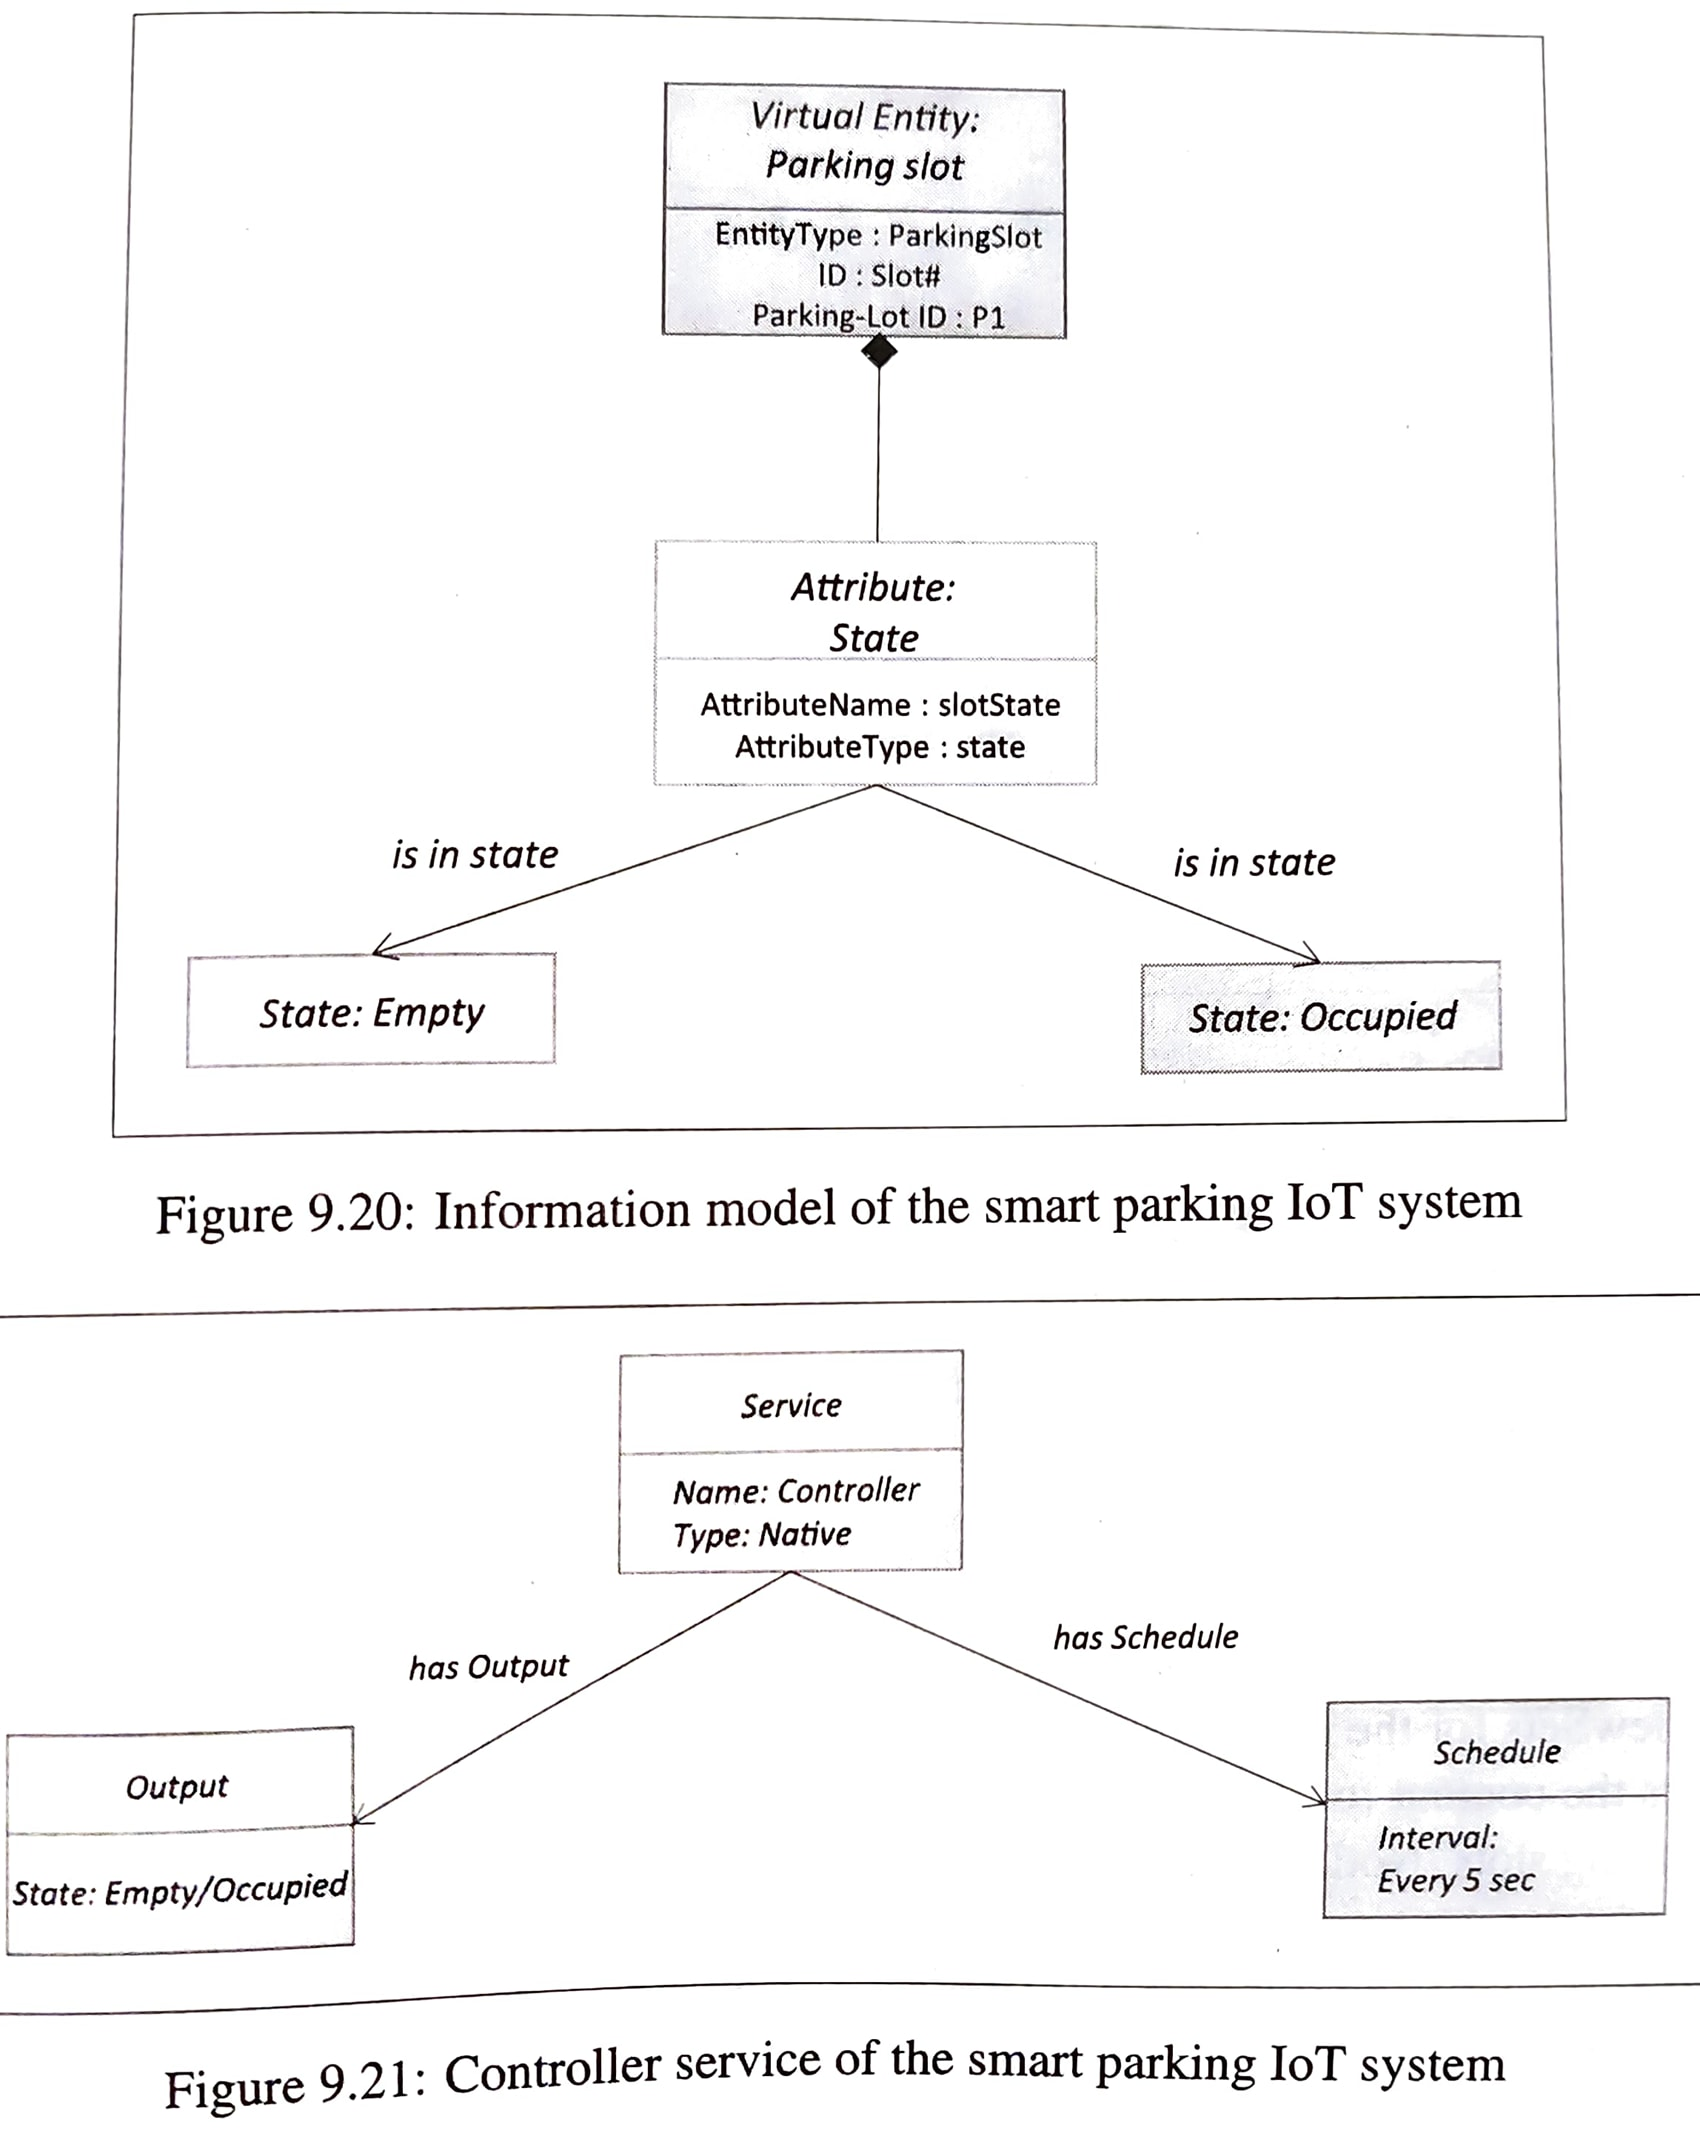 Virtual Entity:
Parking slot
EntityType : ParkingSlot
ID : Slot#
Parking-Lot ID : P1
Attribute:
State
AttributeName : slotState
AttributeType : state
is in state
is in state
State: Empty
State: Occupied
Figure 9.20: Information model of the smart parking IoT system
Service
Name: Controller
Type: Native
has Output
has Schedule
Output
State: Empty/Occupied
Schedule
Interval:
Every 5 sec
Figure 9.21: Controller service of the smart parking IoT system